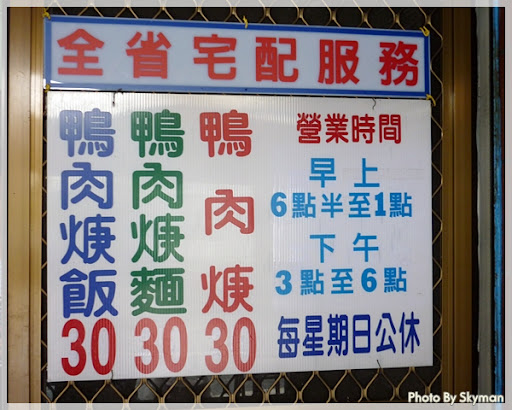 全省宅配服務
鴨肉焿飯30
鴨肉焿麵30
鴨肉焿30
營業時間
早上
6點半至1點
下午
3點至6點
每星期日公休
Photo By Skyman